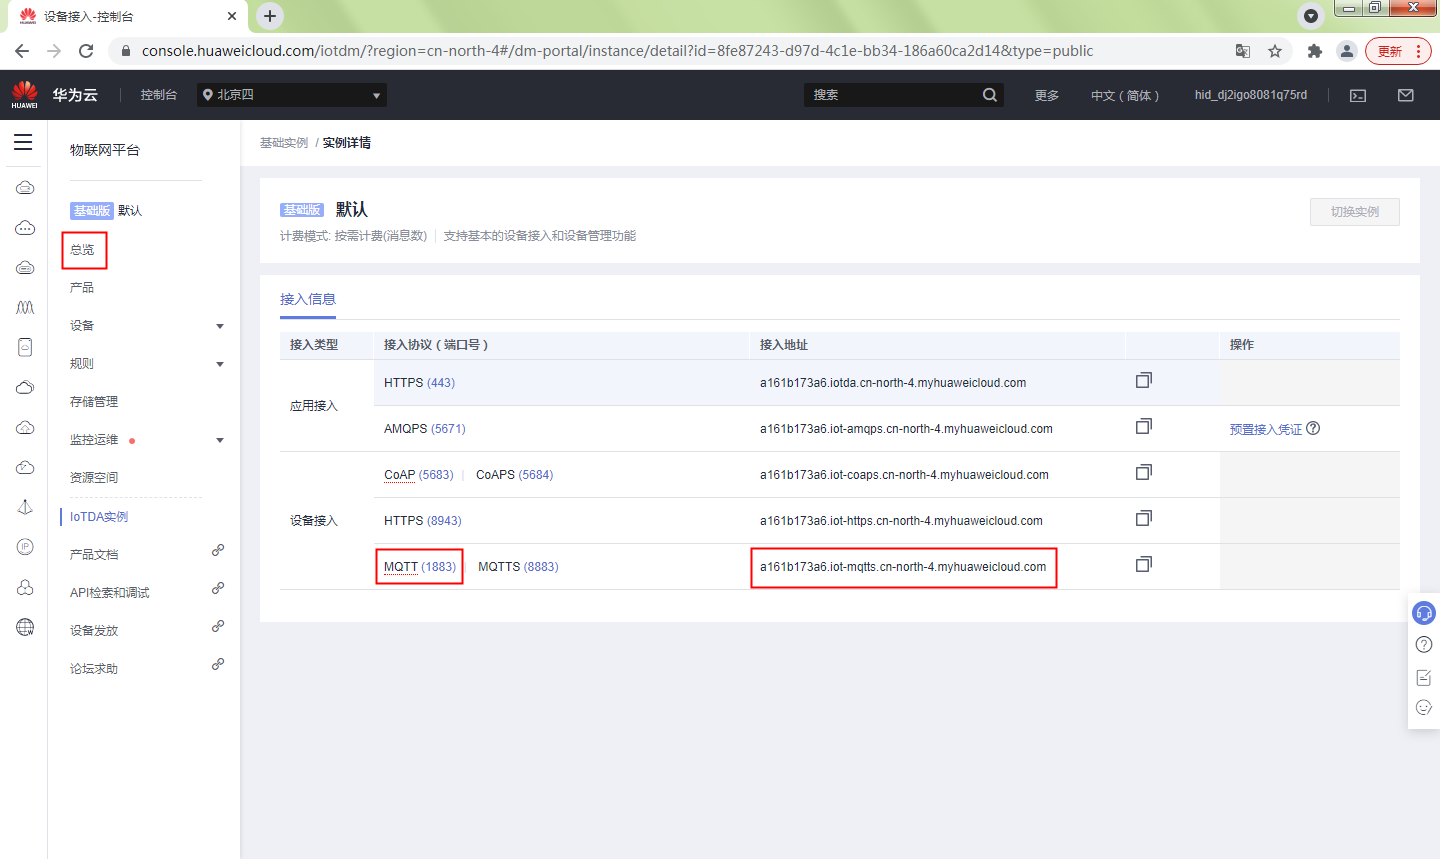 设备接入-控制台
console.huaweicloud.com/iotdm/?region=cn-north-4#/dm-portal/instance/detail?id=8fe87243-d97d-4c1e-bb34-186a60ca2d14&type=public
更新
HUAWEI
华为云
控制台
北京四
搜索
更多
中文（简体）
hid_dj2igo8081q75rd
物联网平台
基础版 默认
总览
产品
设备
规则
存储管理
监控运维
资源空间
IoTDA实例
产品文档
API检索和调试
设备发放
论坛求助
基础实例 / 实例详情
基础版 默认
计费模式: 按需计费(消息数) 支持基本的设备接入和设备管理功能
切换实例
接入信息
接入类型 接入协议（端口号） 接入地址 操作
应用接入
HTTPS (443) a161b173a6.iotda.cn-north-4.myhuaweicloud.com
AMQPS (5671) a161b173a6.iot-amqps.cn-north-4.myhuaweicloud.com 预置接入凭证
设备接入
CoAP (5683) CoAPS (5684) a161b173a6.iot-coaps.cn-north-4.myhuaweicloud.com
HTTPS (8943) a161b173a6.iot-https.cn-north-4.myhuaweicloud.com
MQTT (1883) MQTTS (8883) a161b173a6.iot-mqtts.cn-north-4.myhuaweicloud.com